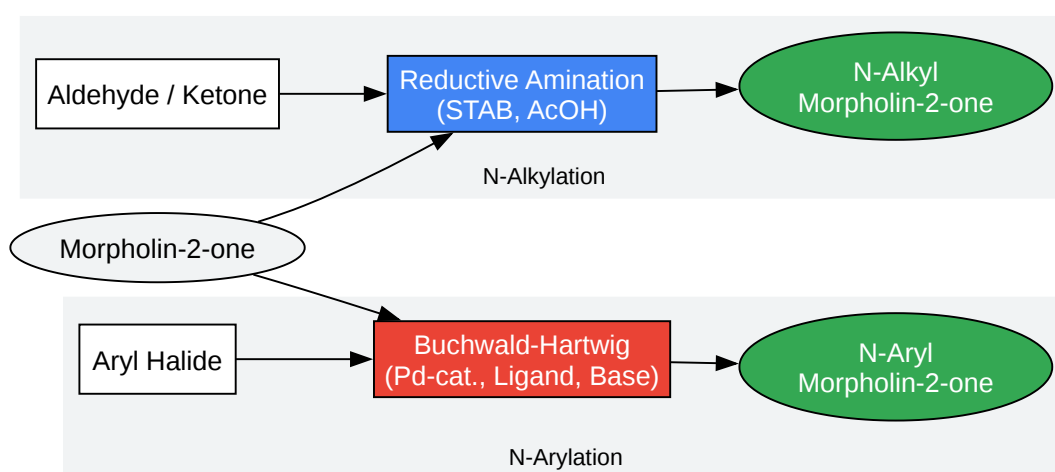 Aldehyde / Ketone
Reductive Amination
(STAB, AcOH)
N-Alkyl
Morpholin-2-one
N-Alkylation
Morpholin-2-one
Aryl Halide
Buchwald-Hartwig
(Pd-cat., Ligand, Base)
N-Aryl
Morpholin-2-one
N-Arylation